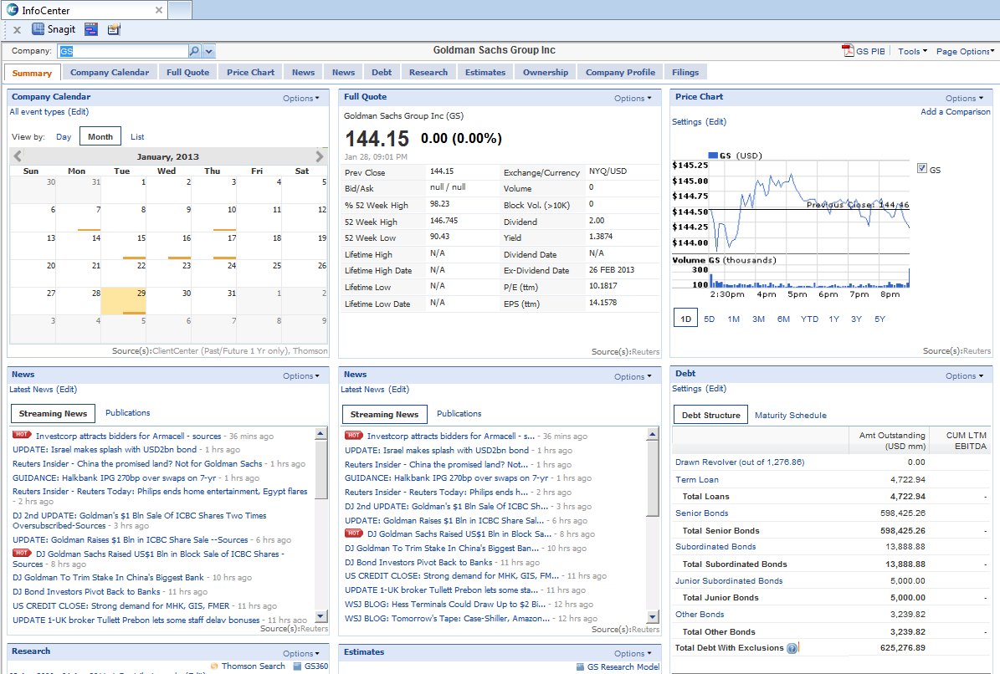 InfoCenter
x Snagit
Company: GS Goldman Sachs Group Inc GS PIB Tools Page Options
Summary Company Calendar Full Quote Price Chart News News Debt Research Estimates Ownership Company Profile Filings
Company Calendar Options
All event types (Edit)
View by: Day Month List
January, 2013
Sun Mon Tue Wed Thu Fri Sat
30 31 1 2 3 4 5
6 7 8 9 10 11 12
13 14 15 16 17 18 19
20 21 22 23 24 25 26
27 28 29 30 31 1 2
3 4 5 6 7 8 9
Source(s):ClientCenter (Past/Future 1 Yr only), Thomson
Full Quote Options
Goldman Sachs Group Inc (GS)
144.15 0.00 (0.00%)
Jan 28, 09:01 PM
Prev Close 144.15 Exchange/Currency NYQ/USD
Bid/Ask null / null Volume 0
% 52 Week High 98.23 Block Vol. (>10K) 0
52 Week High 146.745 Dividend 2.00
52 Week Low 90.43 Yield 1.3874
Lifetime High N/A Dividend Date N/A
Lifetime High Date N/A Ex-Dividend Date 26 FEB 2013
Lifetime Low N/A P/E (ttm) 10.1817
Lifetime Low Date N/A EPS (ttm) 14.1578
Source(s):Reuters
Price Chart Options
Add a Comparison
Settings (Edit)
GS (USD)
$145.25
GS
$145.00
$144.75
Previous Close: 144.46
$144.50
$144.25
$144.00
Volume GS (thousands)
300
100
2:30pm 4pm 5pm 6pm 7pm 8pm
1D 5D 1M 3M 6M YTD 1Y 3Y 5Y
Source(s):Reuters
News Options
Latest News (Edit)
Streaming News Publications
HOT Investcorp attracts bidders for Armacell - sources - 36 mins ago
UPDATE: Israel makes splash with USD2bn bond - 1 hrs ago
Reuters Insider - China the promised land? Not for Goldman Sachs - 1 hrs ago
GUIDANCE: Halkbank IPG 270bp over swaps on 7-yr - 1 hrs ago
Reuters Insider - Reuters Today: Philips ends home entertainment, Egypt flares
- 2 hrs ago
DJ 2nd UPDATE: Goldman's $1 Bln Sale Of ICBC Shares Two Times
Oversubscribed-Sources - 3 hrs ago
UPDATE: Goldman Raises $1 Bln in ICBC Share Sale --Sources - 6 hrs ago
HOT DJ Goldman Sachs Raised US$1 Bln in Block Sale of ICBC Shares -
Sources - 8 hrs ago
DJ Goldman To Trim Stake In China's Biggest Bank - 10 hrs ago
DJ Bond Investors Pivot Back to Banks - 11 hrs ago
US CREDIT CLOSE: Strong demand for MHK, GIS, FMER - 11 hrs ago
UPDATE 1-UK broker Tullett Prebon lets some staff delay bonuses - 11 hrs ago
Source(s):Reuters
News Options
Latest News (Edit)
Streaming News Publications
HOT Investcorp attracts bidders for Armacell - s... - 36 mins ago
UPDATE: Israel makes splash with USD2bn bond - 1 hrs ago
Reuters Insider - China the promised land? Not... - 1 hrs ago
GUIDANCE: Halkbank IPG 270bp over swaps on 7-yr - 1 hrs ago
Reuters Insider - Reuters Today: Philips ends h... - 2 hrs ago
DJ 2nd UPDATE: Goldman's $1 Bln Sale Of ICBC Sh... - 3 hrs ago
UPDATE: Goldman Raises $1 Bln in ICBC Share Sal... - 6 hrs ago
HOT DJ Goldman Sachs Raised US$1 Bln in Block Sa... - 8 hrs ago
DJ Goldman To Trim Stake In China's Biggest Ban... - 10 hrs ago
DJ Bond Investors Pivot Back to Banks - 11 hrs ago
US CREDIT CLOSE: Strong demand for MHK, GIS, FM... - 11 hrs ago
UPDATE 1-UK broker Tullett Prebon lets some sta... - 11 hrs ago
WSJ BLOG: Hess Terminals Could Draw Up to $2 Bi... - 12 hrs ago
WSJ BLOG: Tomorrow's Tape: Case-Shiller, Amazon... - 12 hrs ago
Source(s):Reuters
Debt Options
Settings (Edit)
Debt Structure Maturity Schedule
Amt Outstanding CUM LTM
(USD mm) EBITDA
Drawn Revolver (out of 1,276.86) 0.00
Term Loan 4,722.94
Total Loans 4,722.94 -
Senior Bonds 598,425.26
Total Senior Bonds 598,425.26 -
Subordinated Bonds 13,888.88
Total Subordinated Bonds 13,888.88 -
Junior Subordinated Bonds 5,000.00
Total Junior Bonds 5,000.00 -
Other Bonds 3,239.82
Total Other Bonds 3,239.82 -
Total Debt With Exclusions ? 625,276.89
Research Options
Thomson Search GS360
Estimates Options
GS Research Model